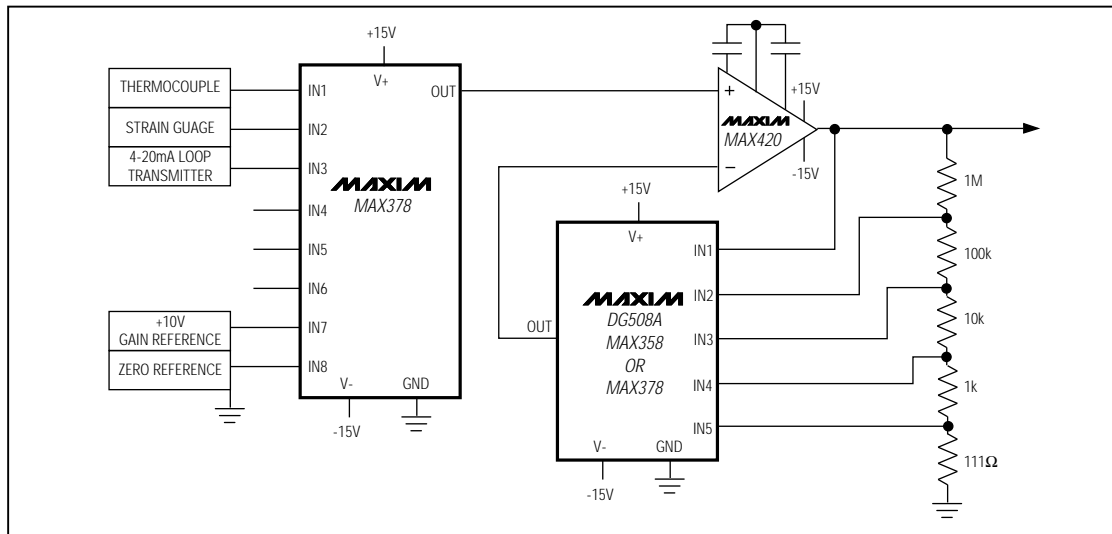 +15V
THERMOCOUPLE
STRAIN GUAGE
4-20mA LOOP
TRANSMITTER
+10V
GAIN REFERENCE
ZERO REFERENCE
V+
OUT
IN1
IN2
IN3
IN4
IN5
IN6
IN7
IN8
MAXIM
MAX378
V-
GND
-15V
+
-
MAXIM
MAX420
+15V
-15V
+15V
V+
IN1
IN2
IN3
IN4
IN5
OUT
MAXIM
DG508A
MAX358
OR
MAX378
V-
GND
-15V
1M
100k
10k
1k
111Ω